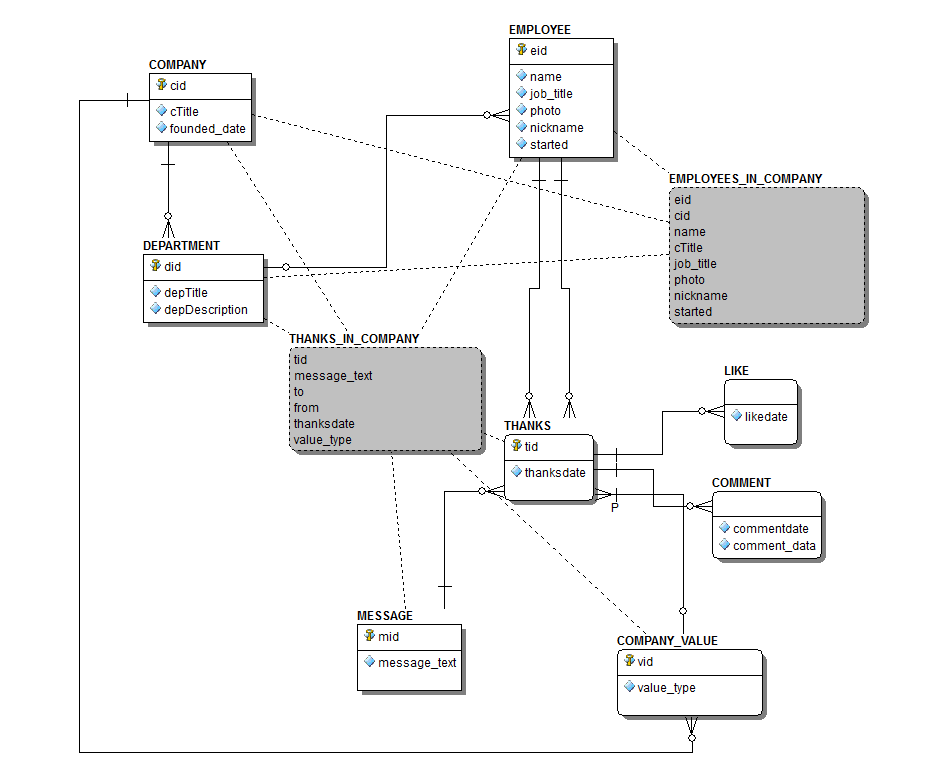 EMPLOYEE
eid
name
job_title
photo
nickname
started
COMPANY
cid
cTitle
founded_date
EMPLOYEES_IN_COMPANY
eid
cid
name
cTitle
job_title
photo
nickname
started
DEPARTMENT
did
depTitle
depDescription
THANKS_IN_COMPANY
tid
message_text
to
from
thanksdate
value_type
LIKE
likedate
THANKS
tid
thanksdate
P
COMMENT
commentdate
comment_data
MESSAGE
mid
message_text
COMPANY_VALUE
vid
value_type